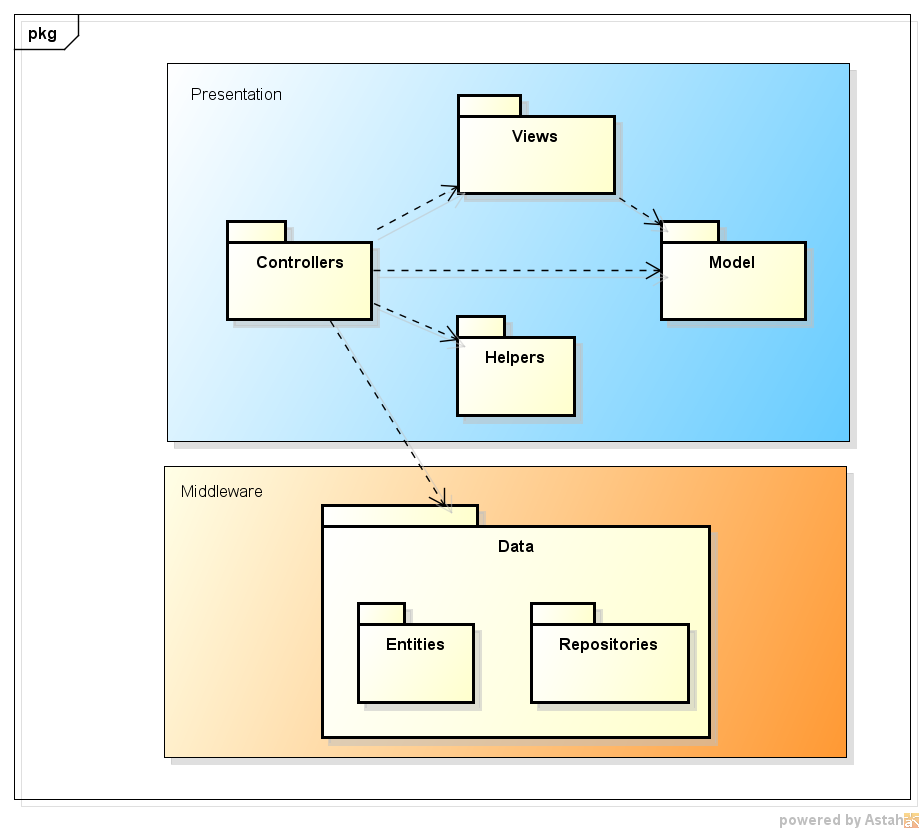 pkg
Presentation
Views
Controllers
Model
Helpers
Middleware
Data
Entities
Repositories
powered by Astah